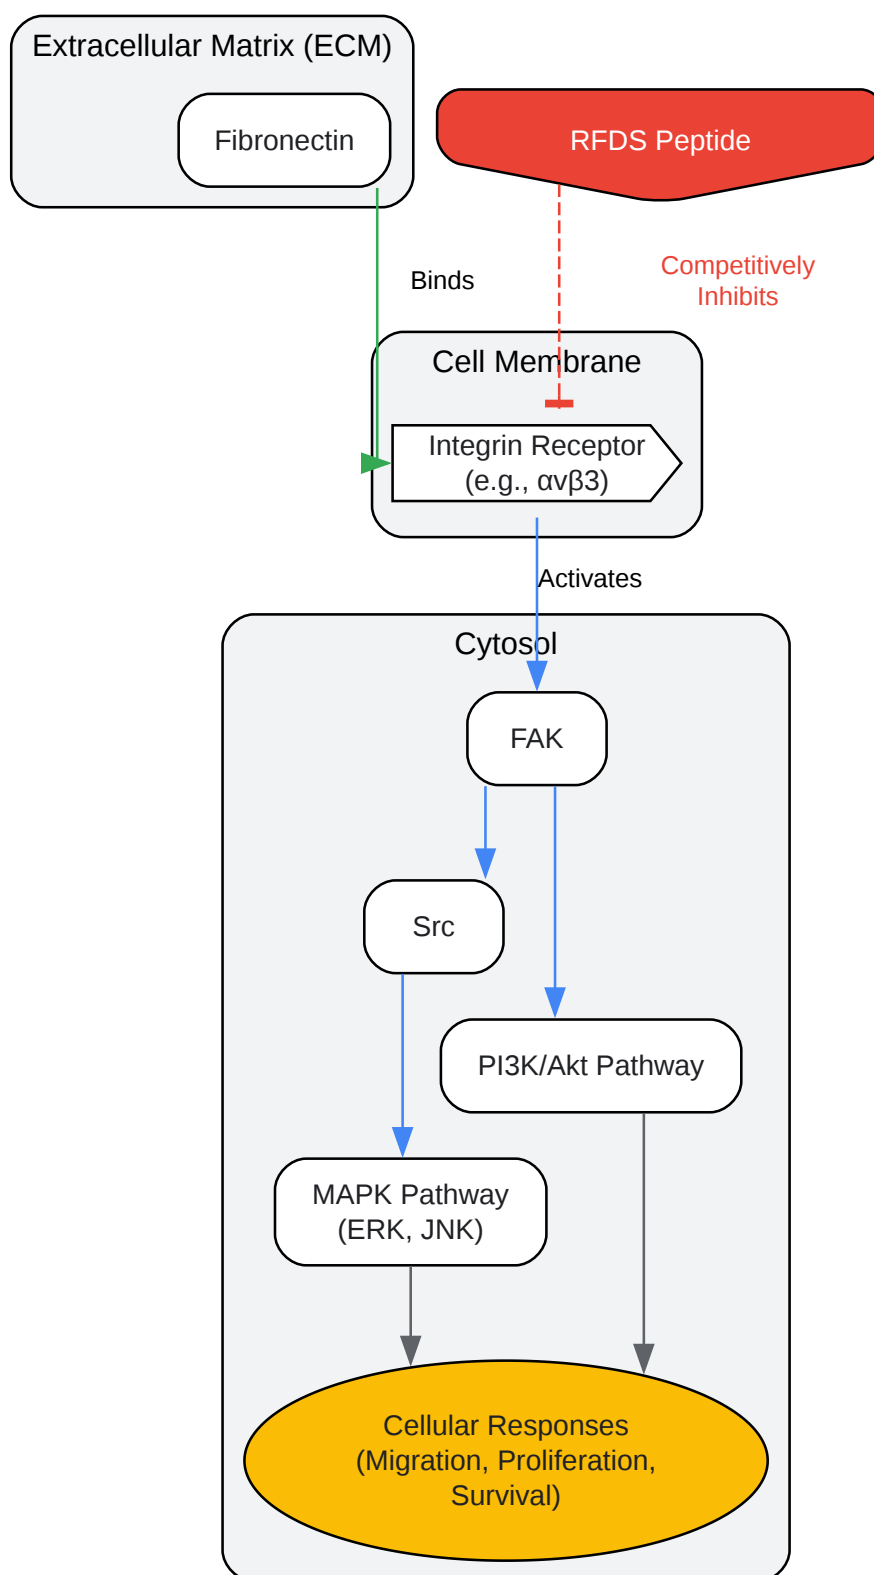 Extracellular Matrix (ECM)
Fibronectin
RFDS Peptide
Binds
Competitively
Inhibits
Cell Membrane
Integrin Receptor
(e.g., αvβ3)
Activates
Cytosol
FAK
Src
PI3K/Akt Pathway
MAPK Pathway
(ERK, JNK)
Cellular Responses
(Migration, Proliferation,
Survival)